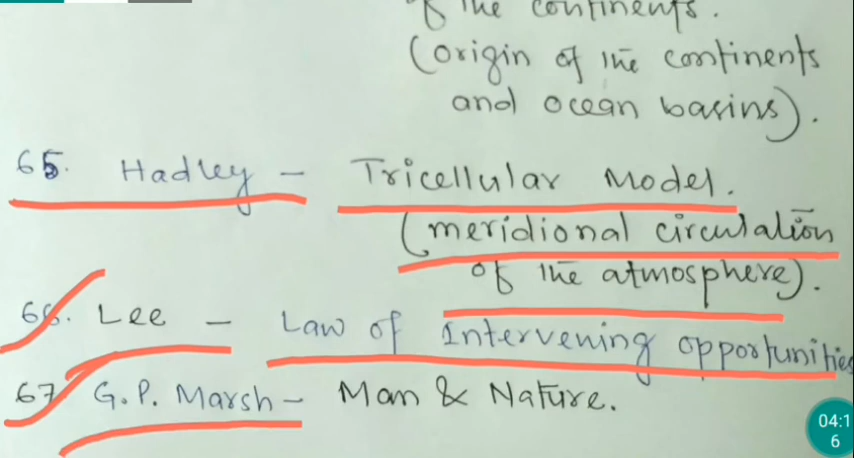 of the continents.
(origin of the continents
and ocean basins).
65. Hadley – Tricellular Model.
(meridional circulation
of the atmosphere).
66. Lee – Law of Intervening opportunities
67 G.P. Marsh – Man & Nature.
04:1
6